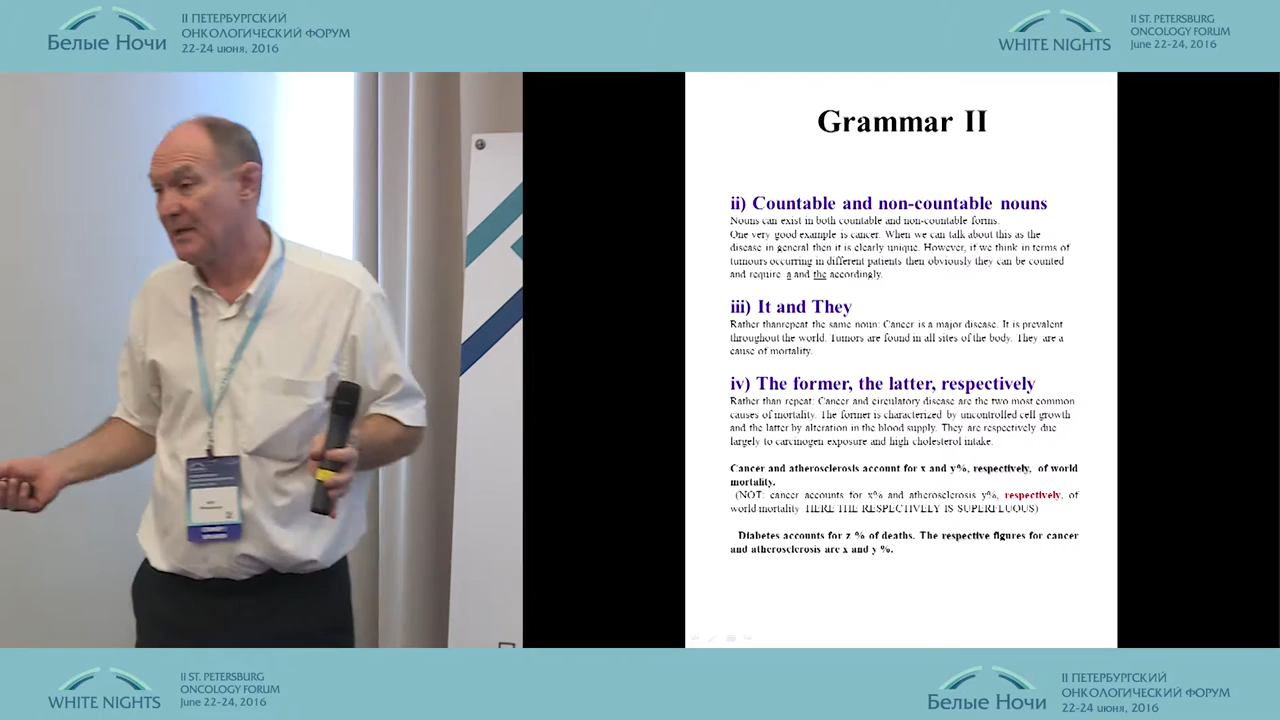 II ПЕТЕРБУРГСКИЙ
ОНКОЛОГИЧЕСКИЙ ФОРУМ
Белые Ночи
22-24 июня, 2016
WHITE NIGHTS
II ST. PETERSBURG
ONCOLOGY FORUM
June 22-24, 2016
Grammar II
ii) Countable and non-countable nouns
Nouns can exist in both countable and non-countable forms.
One very good example is cancer. When we can talk about this as the
disease in general then it is clearly unique. However, if we think in terms of
tumours occurring in different patients then obviously they can be counted
and require a and the accordingly.
iii) It and They
Rather thanrepeat the same noun: Cancer is a major disease. It is prevalent
throughout the world. Tumors are found in all sites of the body. They are a
cause of mortality.
iv) The former, the latter, respectively
Rather than repeat: Cancer and circulatory disease are the two most common
causes of mortality. The former is characterized by uncontrolled cell growth
and the latter by alteration in the blood supply. They are respectively due
largely to carcinogen exposure and high cholesterol intake.
Cancer and atherosclerosis account for x and y%, respectively, of world
mortality.
(NOT: cancer accounts for x% and atherosclerosis y%, respectively, of
world mortality HERE THE RESPECTIVELY IS SUPERFLUOUS)
Diabetes accounts for z % of deaths. The respective figures for cancer
and atherosclerosis are x and y %.
WHITE NIGHTS
II ST. PETERSBURG
ONCOLOGY FORUM
June 22-24, 2016
Белые Ночи
II ПЕТЕРБУРГСКИЙ
ОНКОЛОГИЧЕСКИЙ ФОРУМ
22-24 июня, 2016